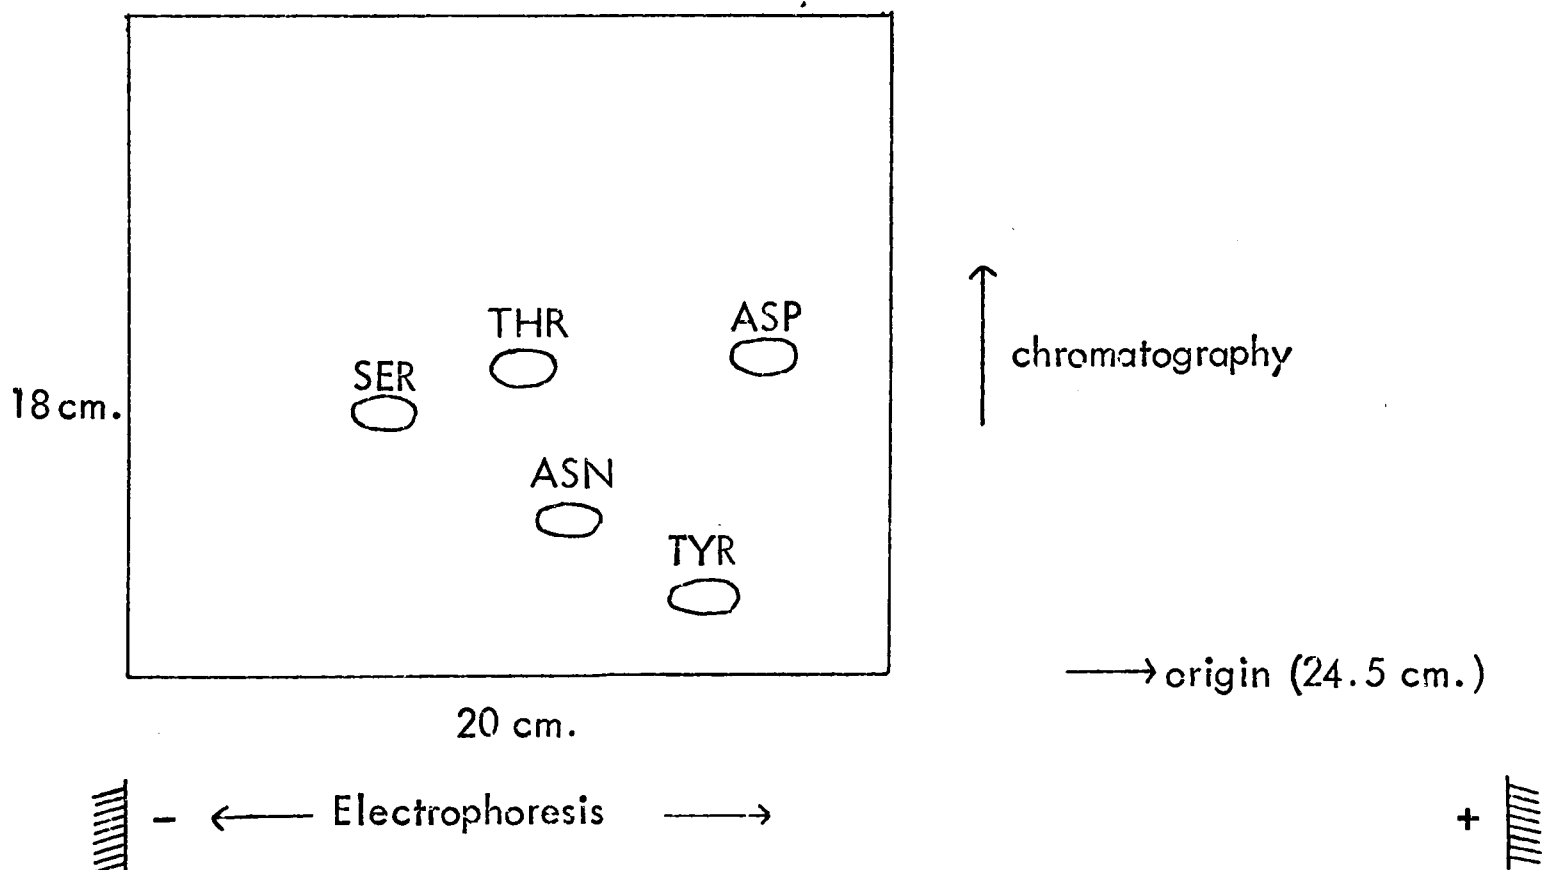 THR
ASP
SER
18 cm.
chromatography
ASN
TYR
→ origin (24.5 cm.)
20 cm.
- ← Electrophoresis → +